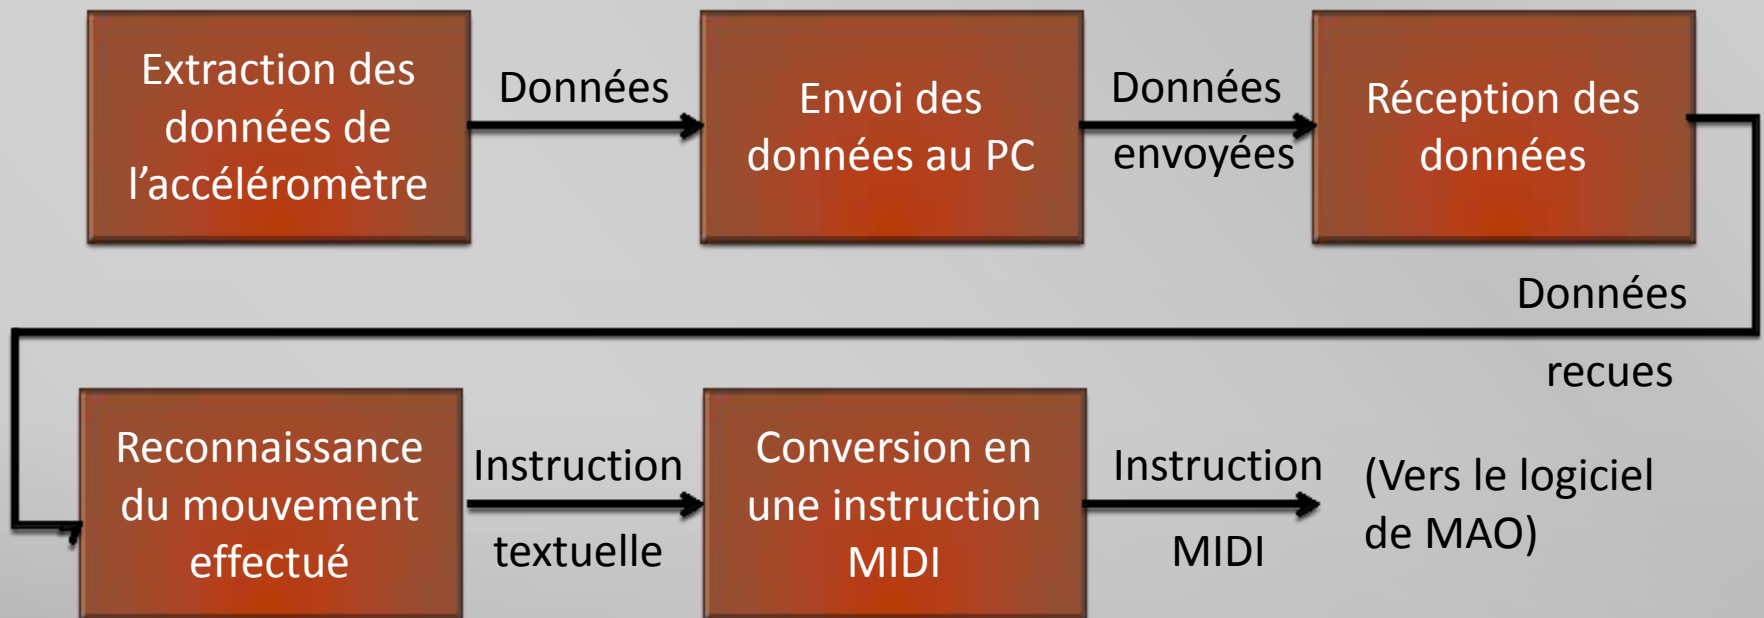 Extraction des
données de
l’accéléromètre
Données
Envoi des
données au PC
Données
envoyées
Réception des
données
Données
recues
Reconnaissance
du mouvement
effectué
Instruction
textuelle
Conversion en
une instruction
MIDI
Instruction
MIDI
(Vers le logiciel
de MAO)